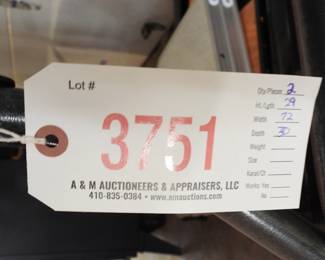 Lot #
3751
A & M AUCTIONEERS & APPRAISERS, LLC
410-835-0384 • www.amauctions.com
Qty/Pieces 2
Ht./Lgth 29
Width 72
Depth 30
Weight
Size
Karat/Ct
Works: Yes
No